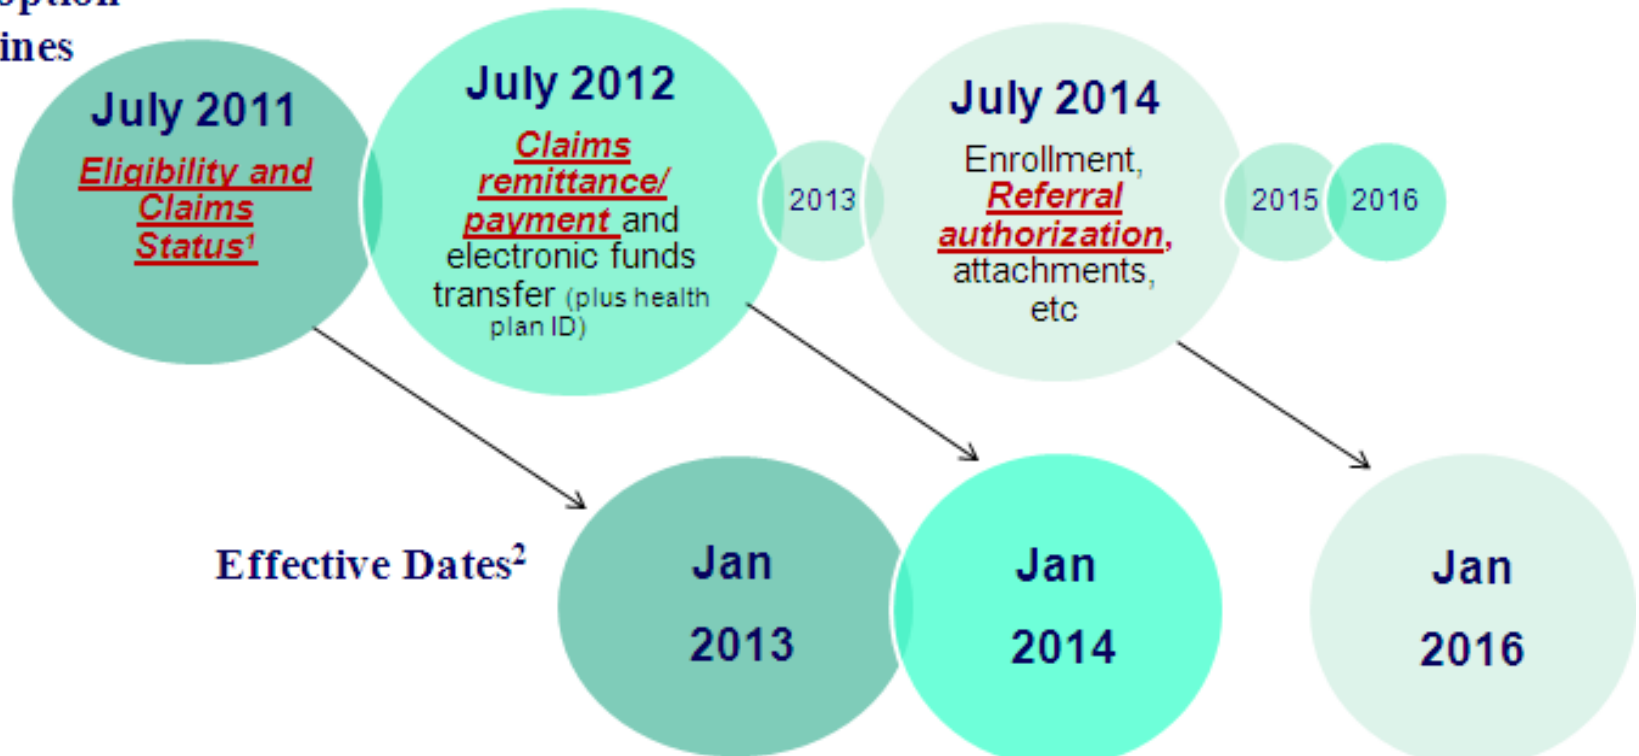 option
ines
July 2011
Eligibility and
Claims
Status¹
July 2012
Claims
remittance/
payment and
electronic funds
transfer (plus health
plan ID)
2013
July 2014
Enrollment,
Referral
authorization,
attachments,
etc
2015
2016
Effective Dates²
Jan
2013
Jan
2014
Jan
2016